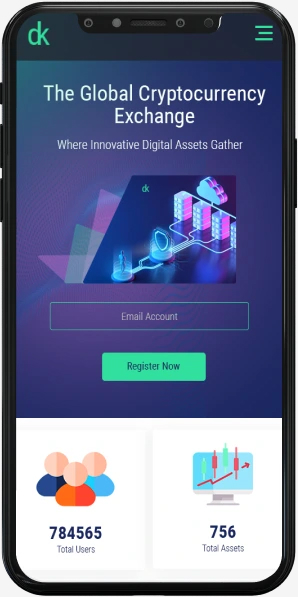 dk
The Global Cryptocurrency
Exchange
Where Innovative Digital Assets Gather
dk
Email Account
Register Now
784565
Total Users
756
Total Assets